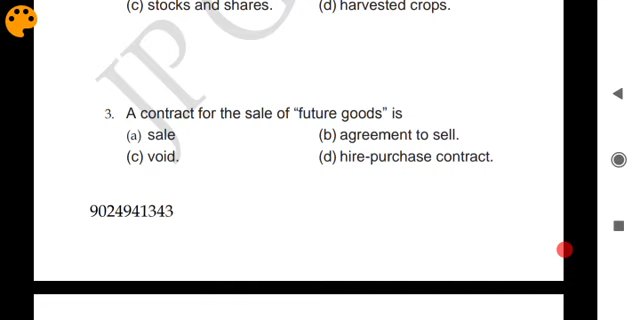 (c) stocks and shares. (d) harvested crops.
3. A contract for the sale of “future goods” is
(a) sale (b) agreement to sell.
(c) void. (d) hire-purchase contract.
9024941343